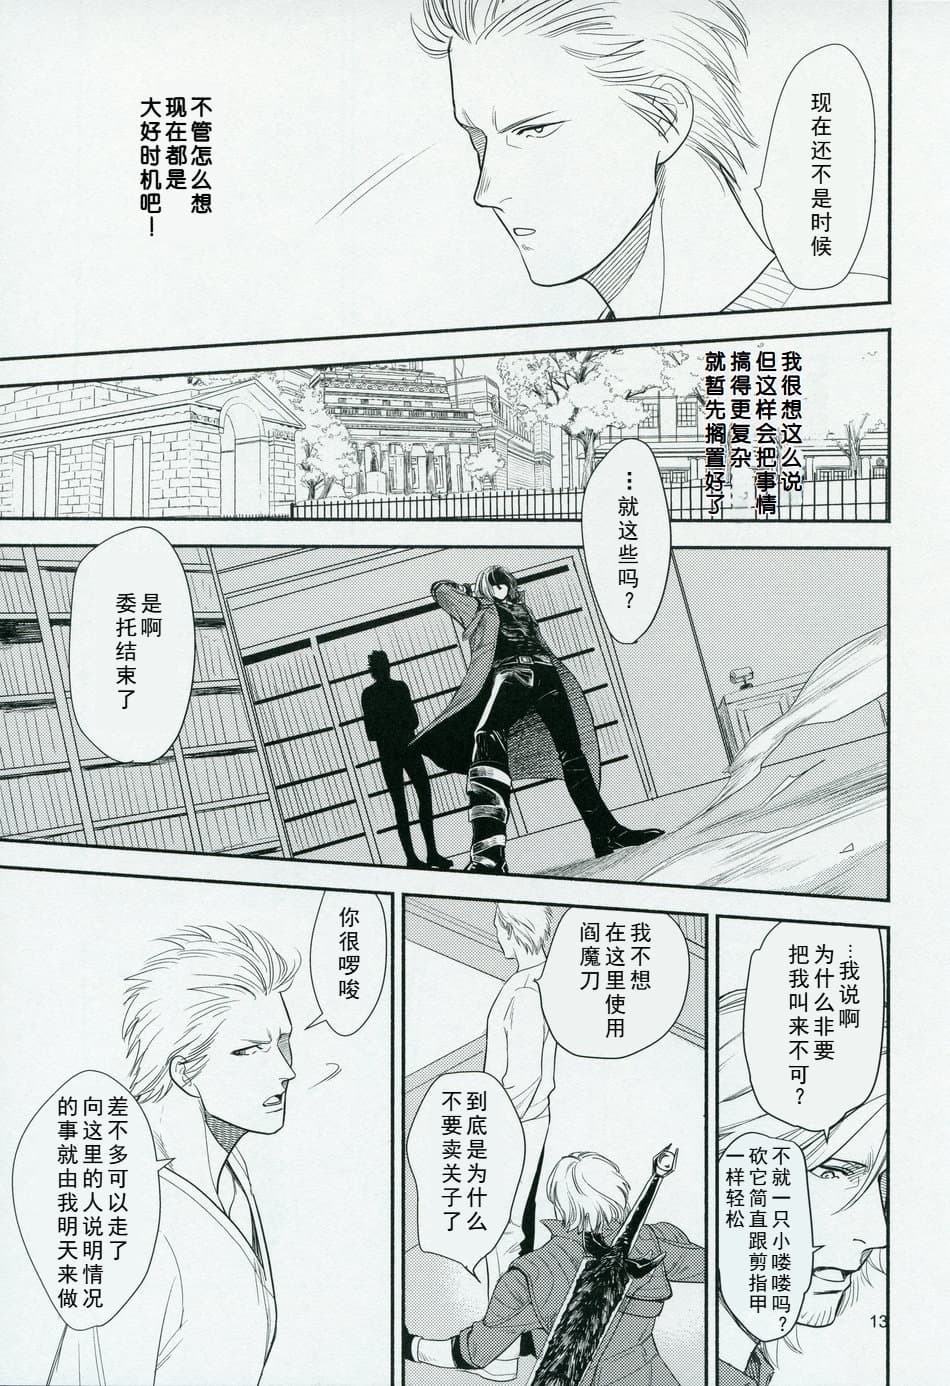 现在还不是时候
不管怎么想
现在都是
大好时机吧！
我很想这么说
但这样会把事情
搞得更复杂
就暂先搁置好了
…就这些吗？
是啊
委托结束了
…我说啊
为什么非要
把我叫来不可？
不就一只小喽喽吗？
砍它简直跟剪指甲
一样轻松
我不想
在这里使用
阎魔刀
到底是为什么
不要卖关子了
你很啰唆
差不多可以走了
向这里的人说明情况
的事就由我明天来做
13